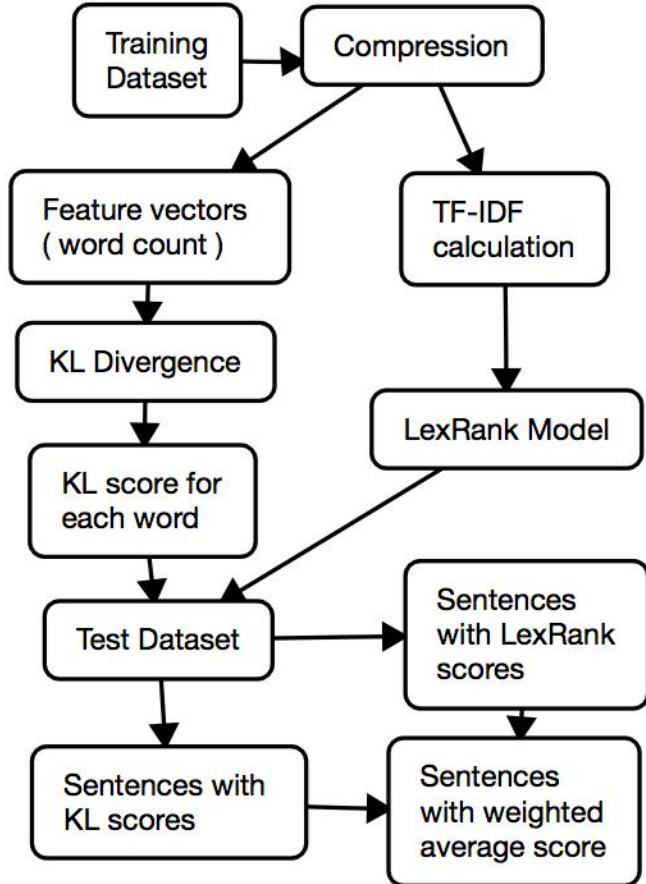 Training
Dataset
Compression
Feature vectors
( word count )
TF-IDF
calculation
KL Divergence
LexRank Model
KL score for
each word
Test Dataset
Sentences
with LexRank
scores
Sentences with
KL scores
Sentences
with weighted
average score